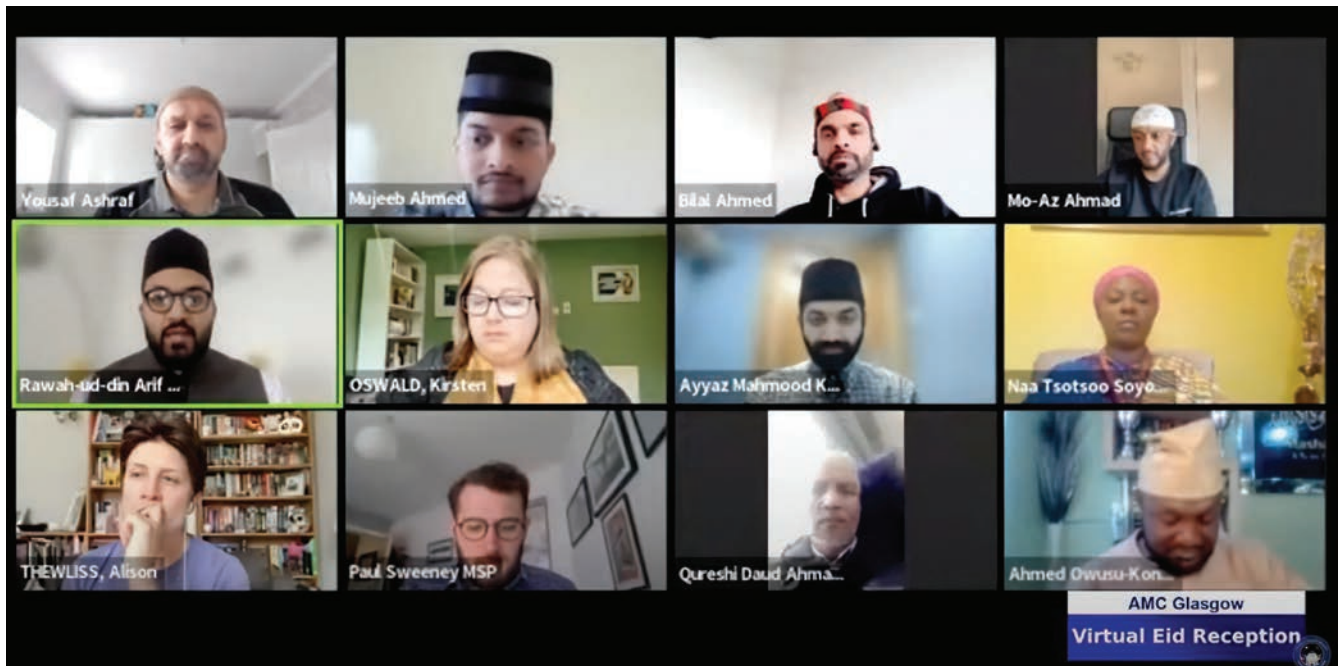 Yousaf Ashraf
Mujeeb Ahmed
Bilal Ahmed
Mo-Az Ahmad
Rawah-ud-din Arif ...
OSWALD, Kirsten
Ayyaz Mahmood K...
Naa Tsotsoo Soyo...
THEWLISS, Alison
Paul Sweeney MSP
Qureshi Daud Ahma...
Ahmed Owusu-Kon...
AMC Glasgow
Virtual Eid Reception